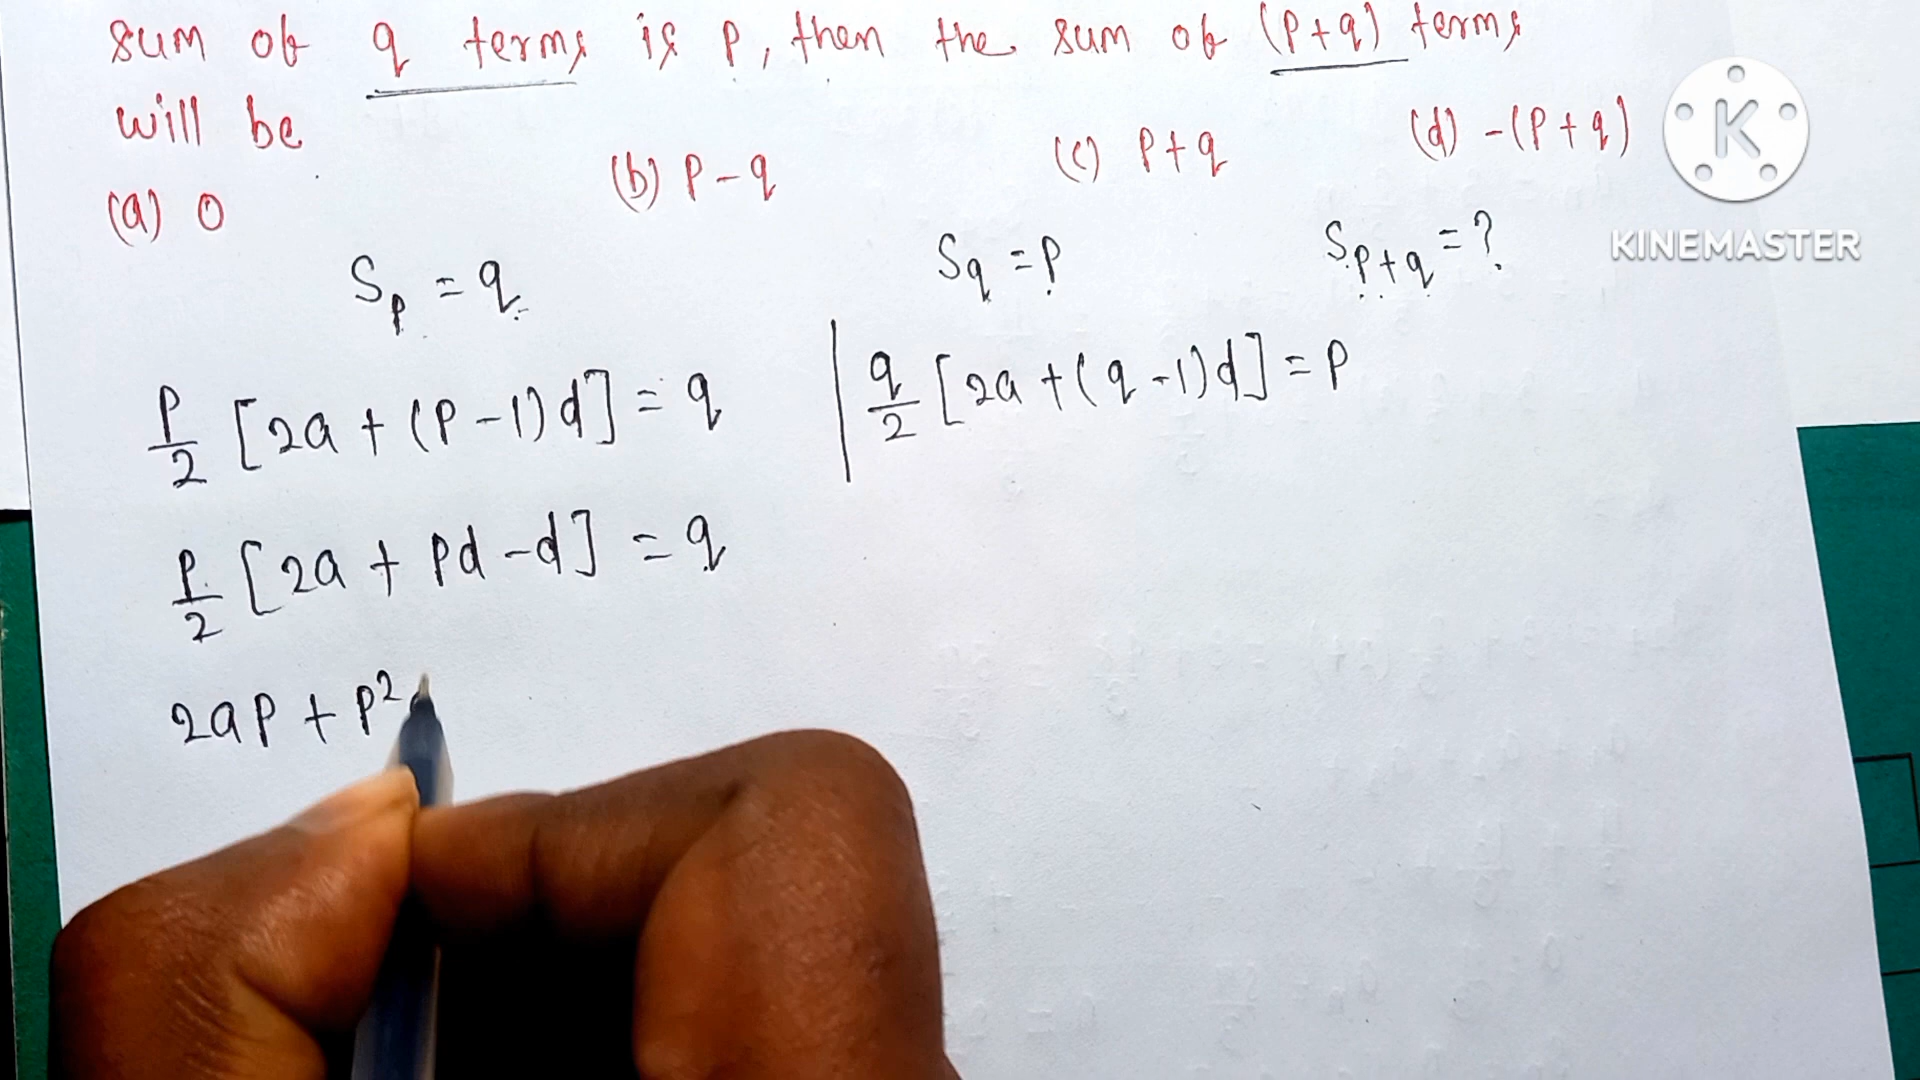 sum of q terms is p, then the sum of (p+q) terms
will be
(a) 0 (b) p-q (c) p+q (d) -(p+q)
K
KINEMASTER
Sp = q Sq = p Sp+q = ?
p/2 [2a + (p-1)d] = q | q/2 [2a + (q-1)d] = p
p/2 [2a + pd - d] = q
2ap + p²